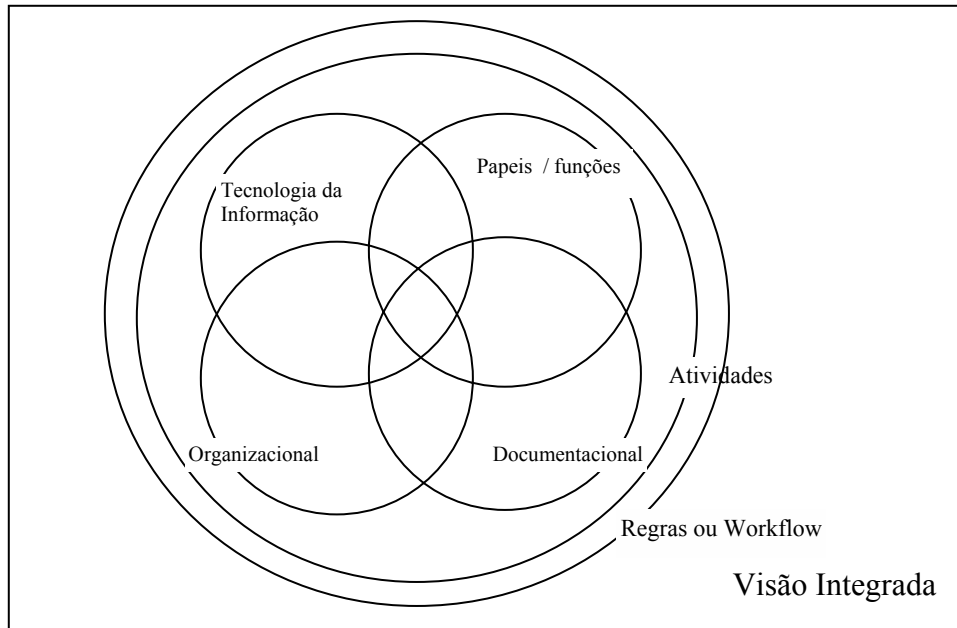 Papeis / funções
Tecnologia da
Informação
Atividades
Organizacional
Documentacional
Regras ou Workflow
Visão Integrada